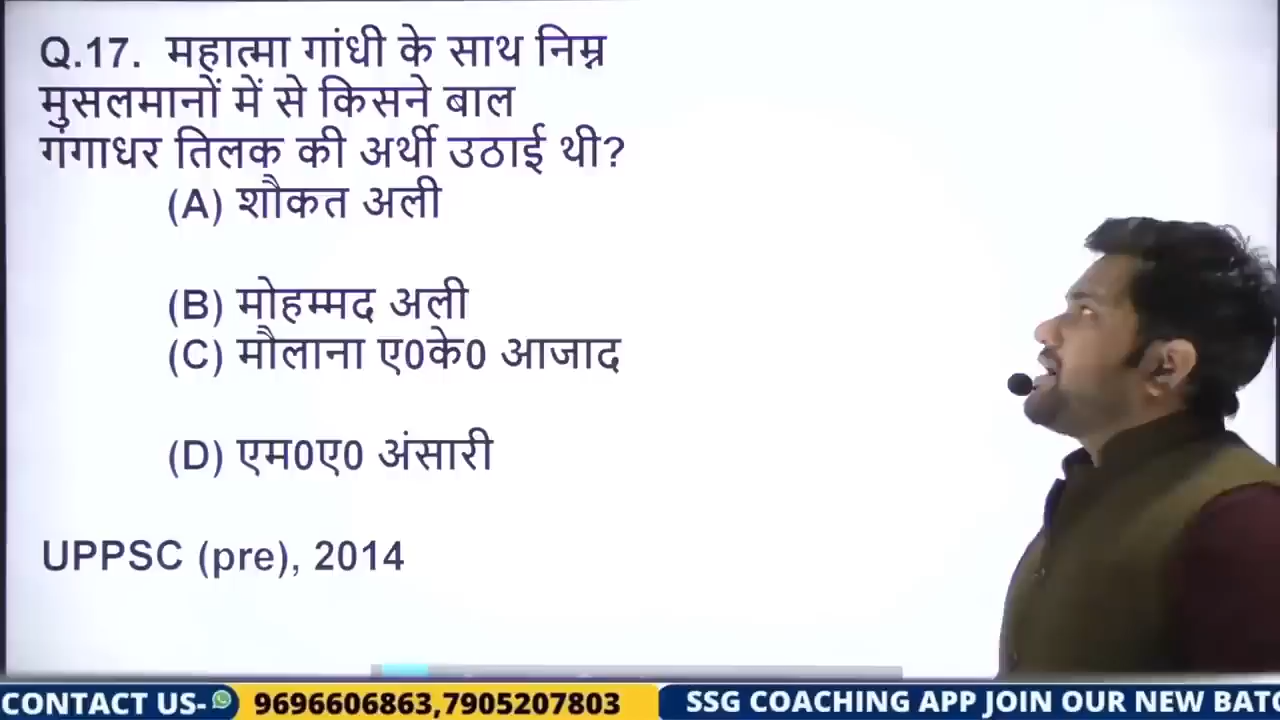 Q.17. महात्मा गांधी के साथ निम्न
मुसलमानों में से किसने बाल
गंगाधर तिलक की अर्थी उठाई थी?
(A) शौकत अली
(B) मोहम्मद अली
(C) मौलाना ए0के0 आजाद
(D) एम0ए0 अंसारी
UPPSC (pre), 2014
CONTACT US- 9696606863,7905207803 SSG COACHING APP JOIN OUR NEW BATC